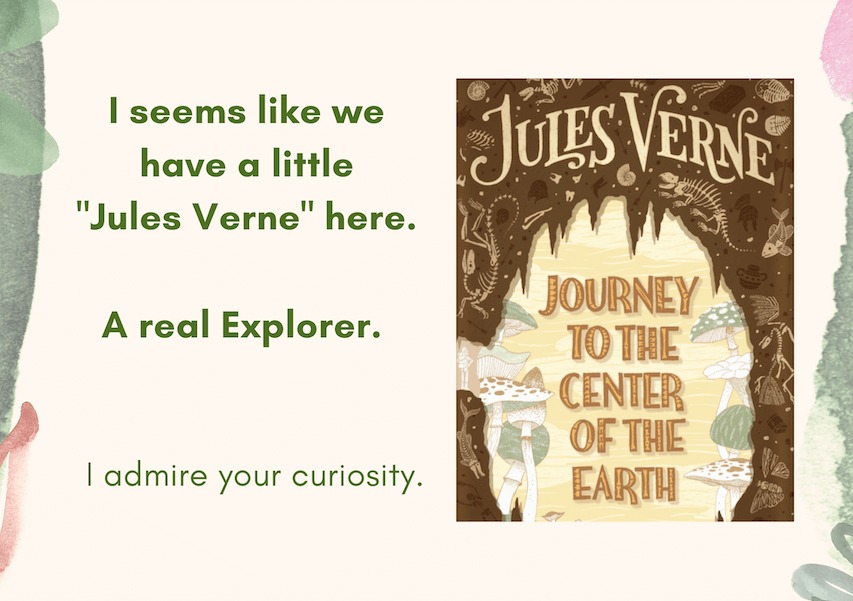 I seems like we
have a little
"Jules Verne" here.
A real Explorer.
I admire your curiosity.
JULES VERNE
JOURNEY
TO THE
CENTER
OF THE
EARTH